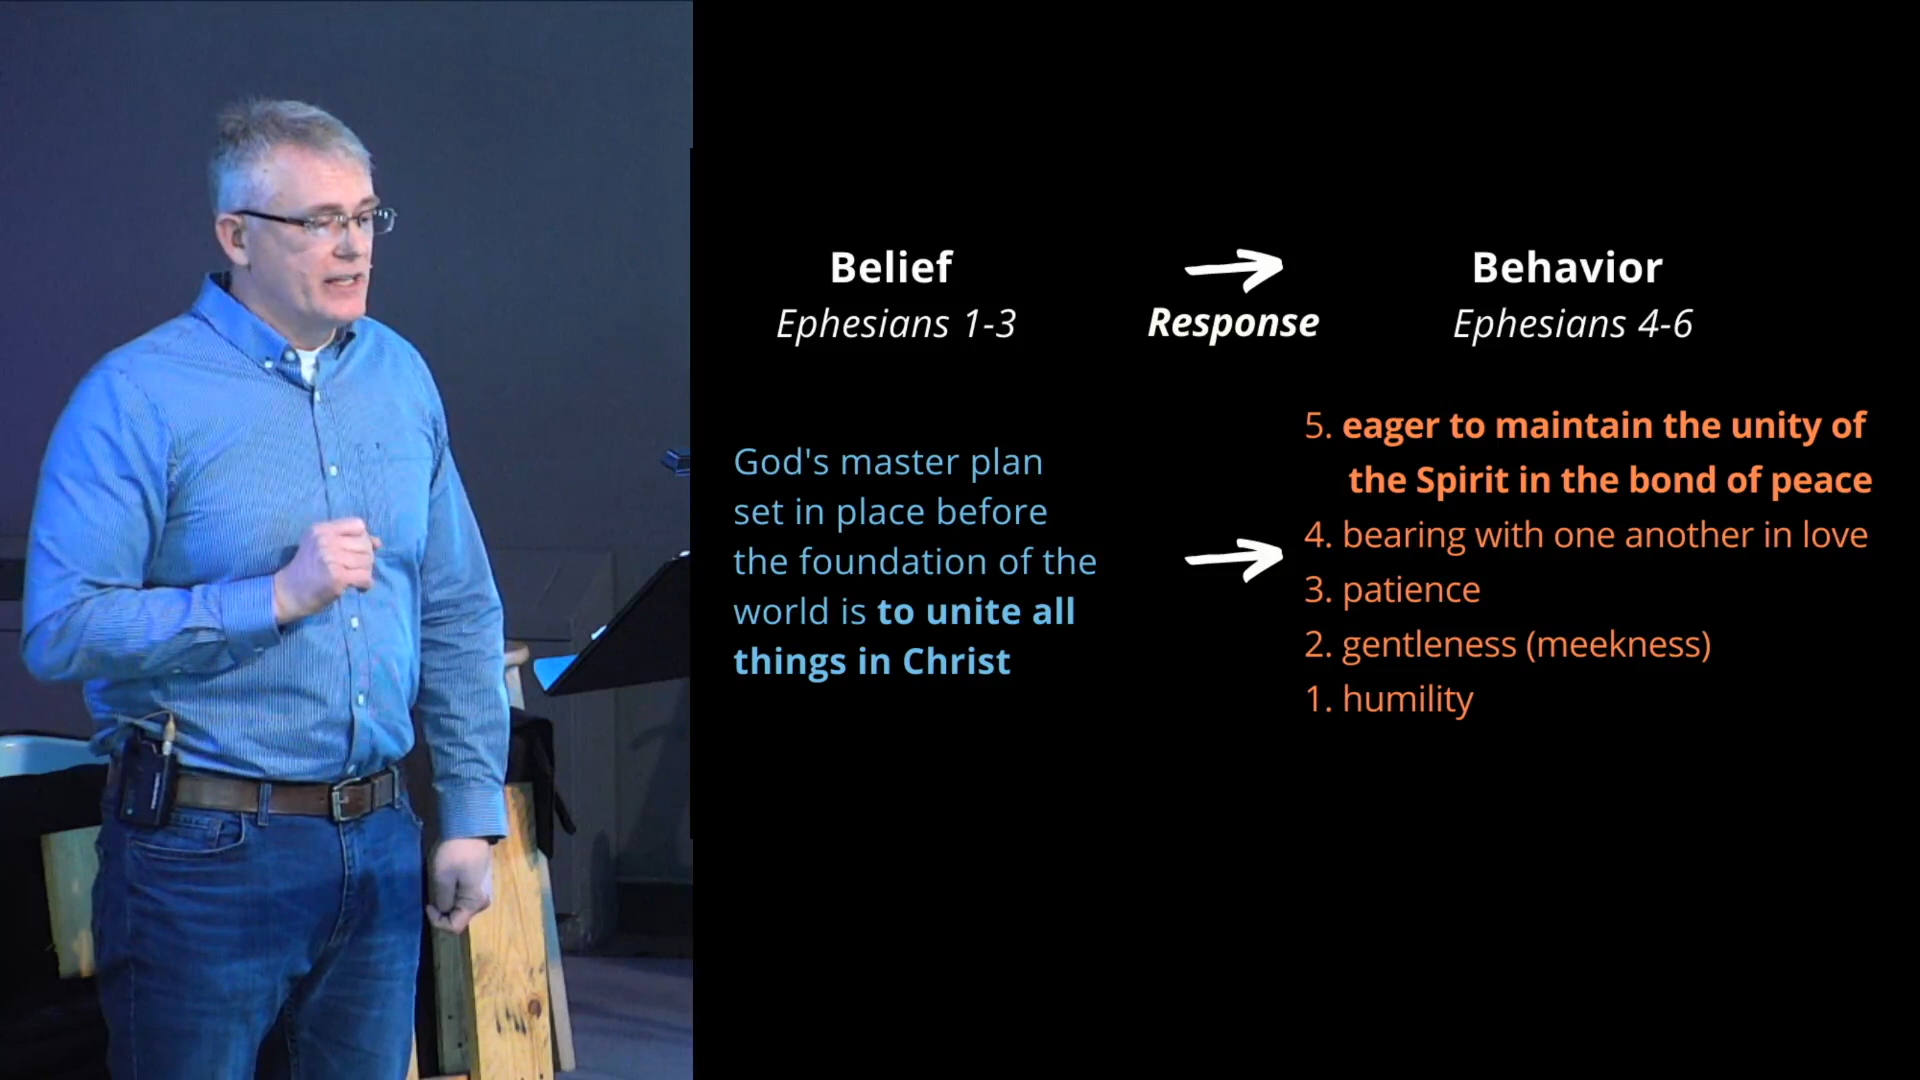 Belief
Ephesians 1-3
Response
Behavior
Ephesians 4-6
God's master plan
set in place before
the foundation of the
world is to unite all
things in Christ
5. eager to maintain the unity of
the Spirit in the bond of peace
4. bearing with one another in love
3. patience
2. gentleness (meekness)
1. humility